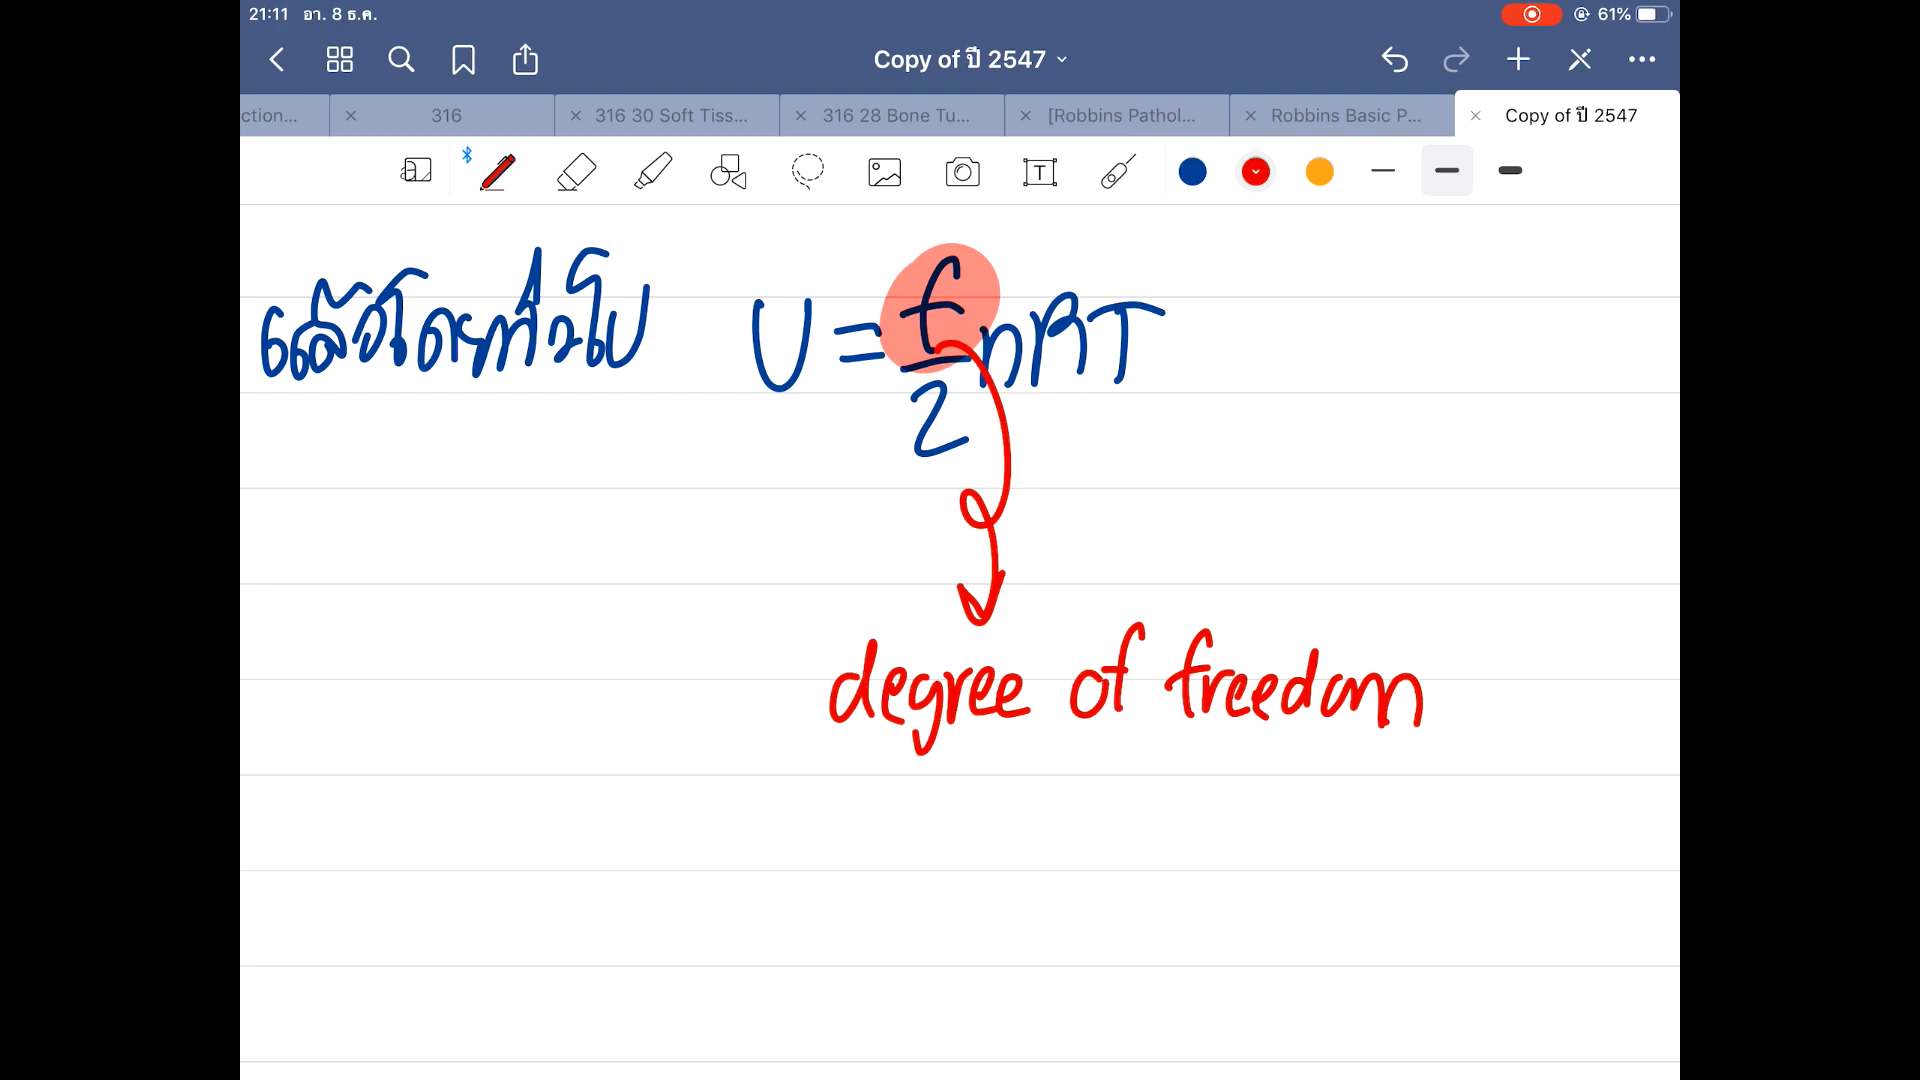 21:11 อา. 8 ธ.ค. 61%
Copy of ปี 2547
ction... 316 316 30 Soft Tiss... 316 28 Bone Tu... [Robbins Pathol... Robbins Basic P... Copy of ปี 2547
แล้วโดยทั่วไป U = f/2 nRT
degree of freedom